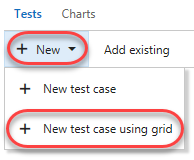 Tests Charts
+ New Add existing
+ New test case
+ New test case using grid